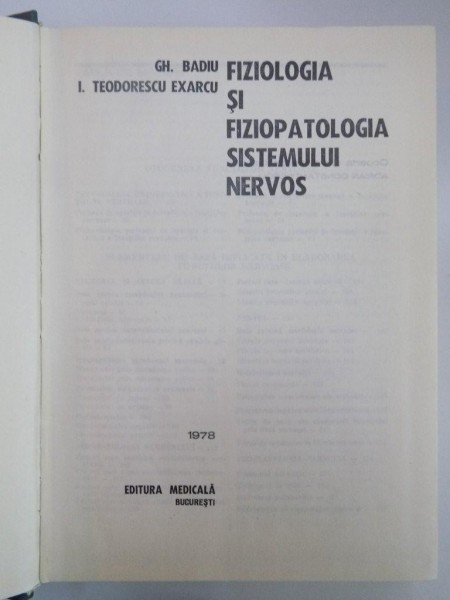 GH. BADIU
I. TEODORESCU EXARCU
FIZIOLOGIA
ŞI
FIZIOPATOLOGIA
SISTEMULUI
NERVOS
1978
EDITURA MEDICALĂ
BUCUREŞTI